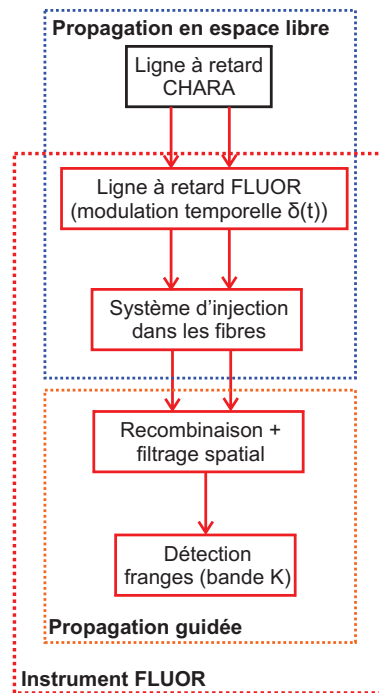 Propagation en espace libre
Ligne à retard
CHARA
Ligne à retard FLUOR
(modulation temporelle δ(t))
Système d'injection
dans les fibres
Recombinaison +
filtrage spatial
Détection
franges (bande K)
Propagation guidée
Instrument FLUOR